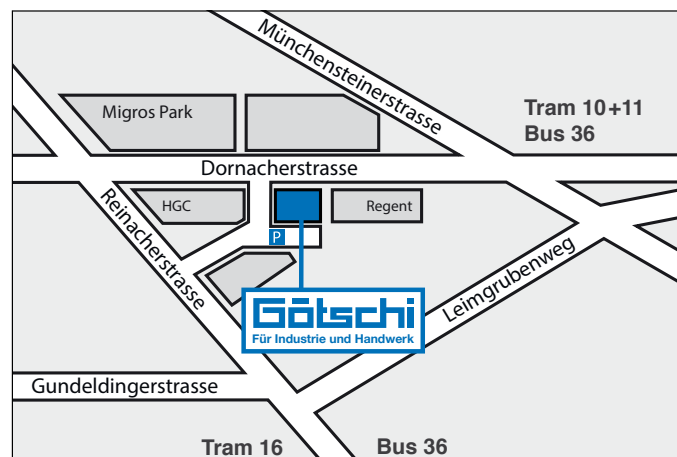 Münchensteinerstrasse
Migros Park
Tram 10+11
Bus 36
Dornacherstrasse
Reinacherstrasse
HGC
Regent
P
Leimgrubenweg
Götschi
Für Industrie und Handwerk
Gundeldingerstrasse
Tram 16
Bus 36